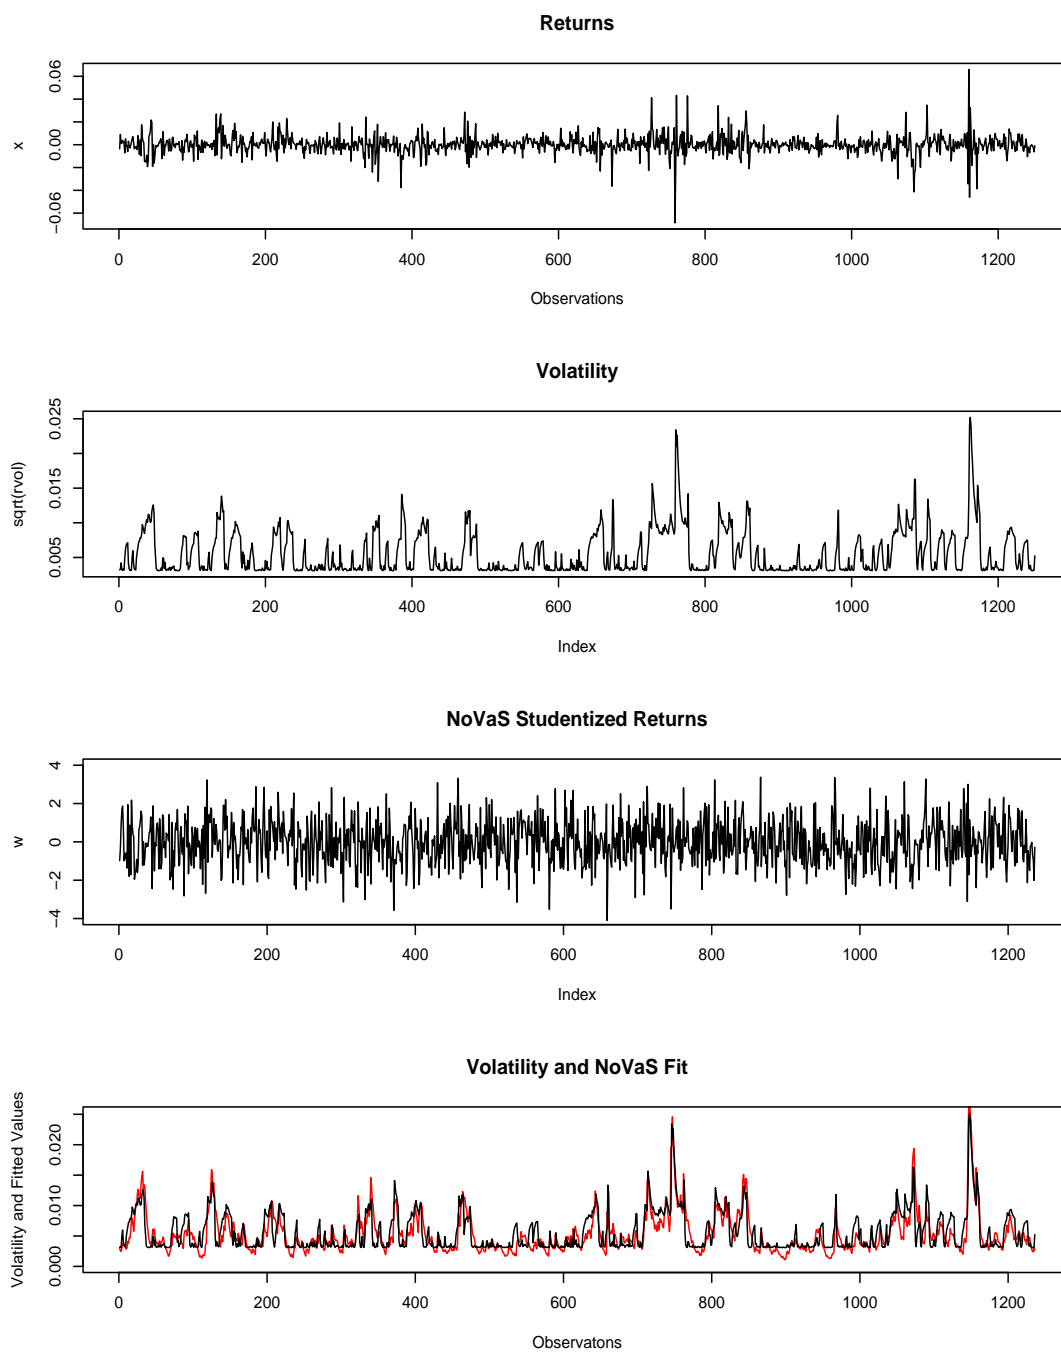 Returns
x
0.06
0.00
−0.06
0 200 400 600 800 1000 1200
Observations
Volatility
sqrt(rvol)
0.025
0.015
0.005
0 200 400 600 800 1000 1200
Index
NoVaS Studentized Returns
w
4
2
0
−2
−4
0 200 400 600 800 1000 1200
Index
Volatility and NoVaS Fit
Volatility and Fitted Values
0.020
0.010
0.000
0 200 400 600 800 1000 1200
Observatons